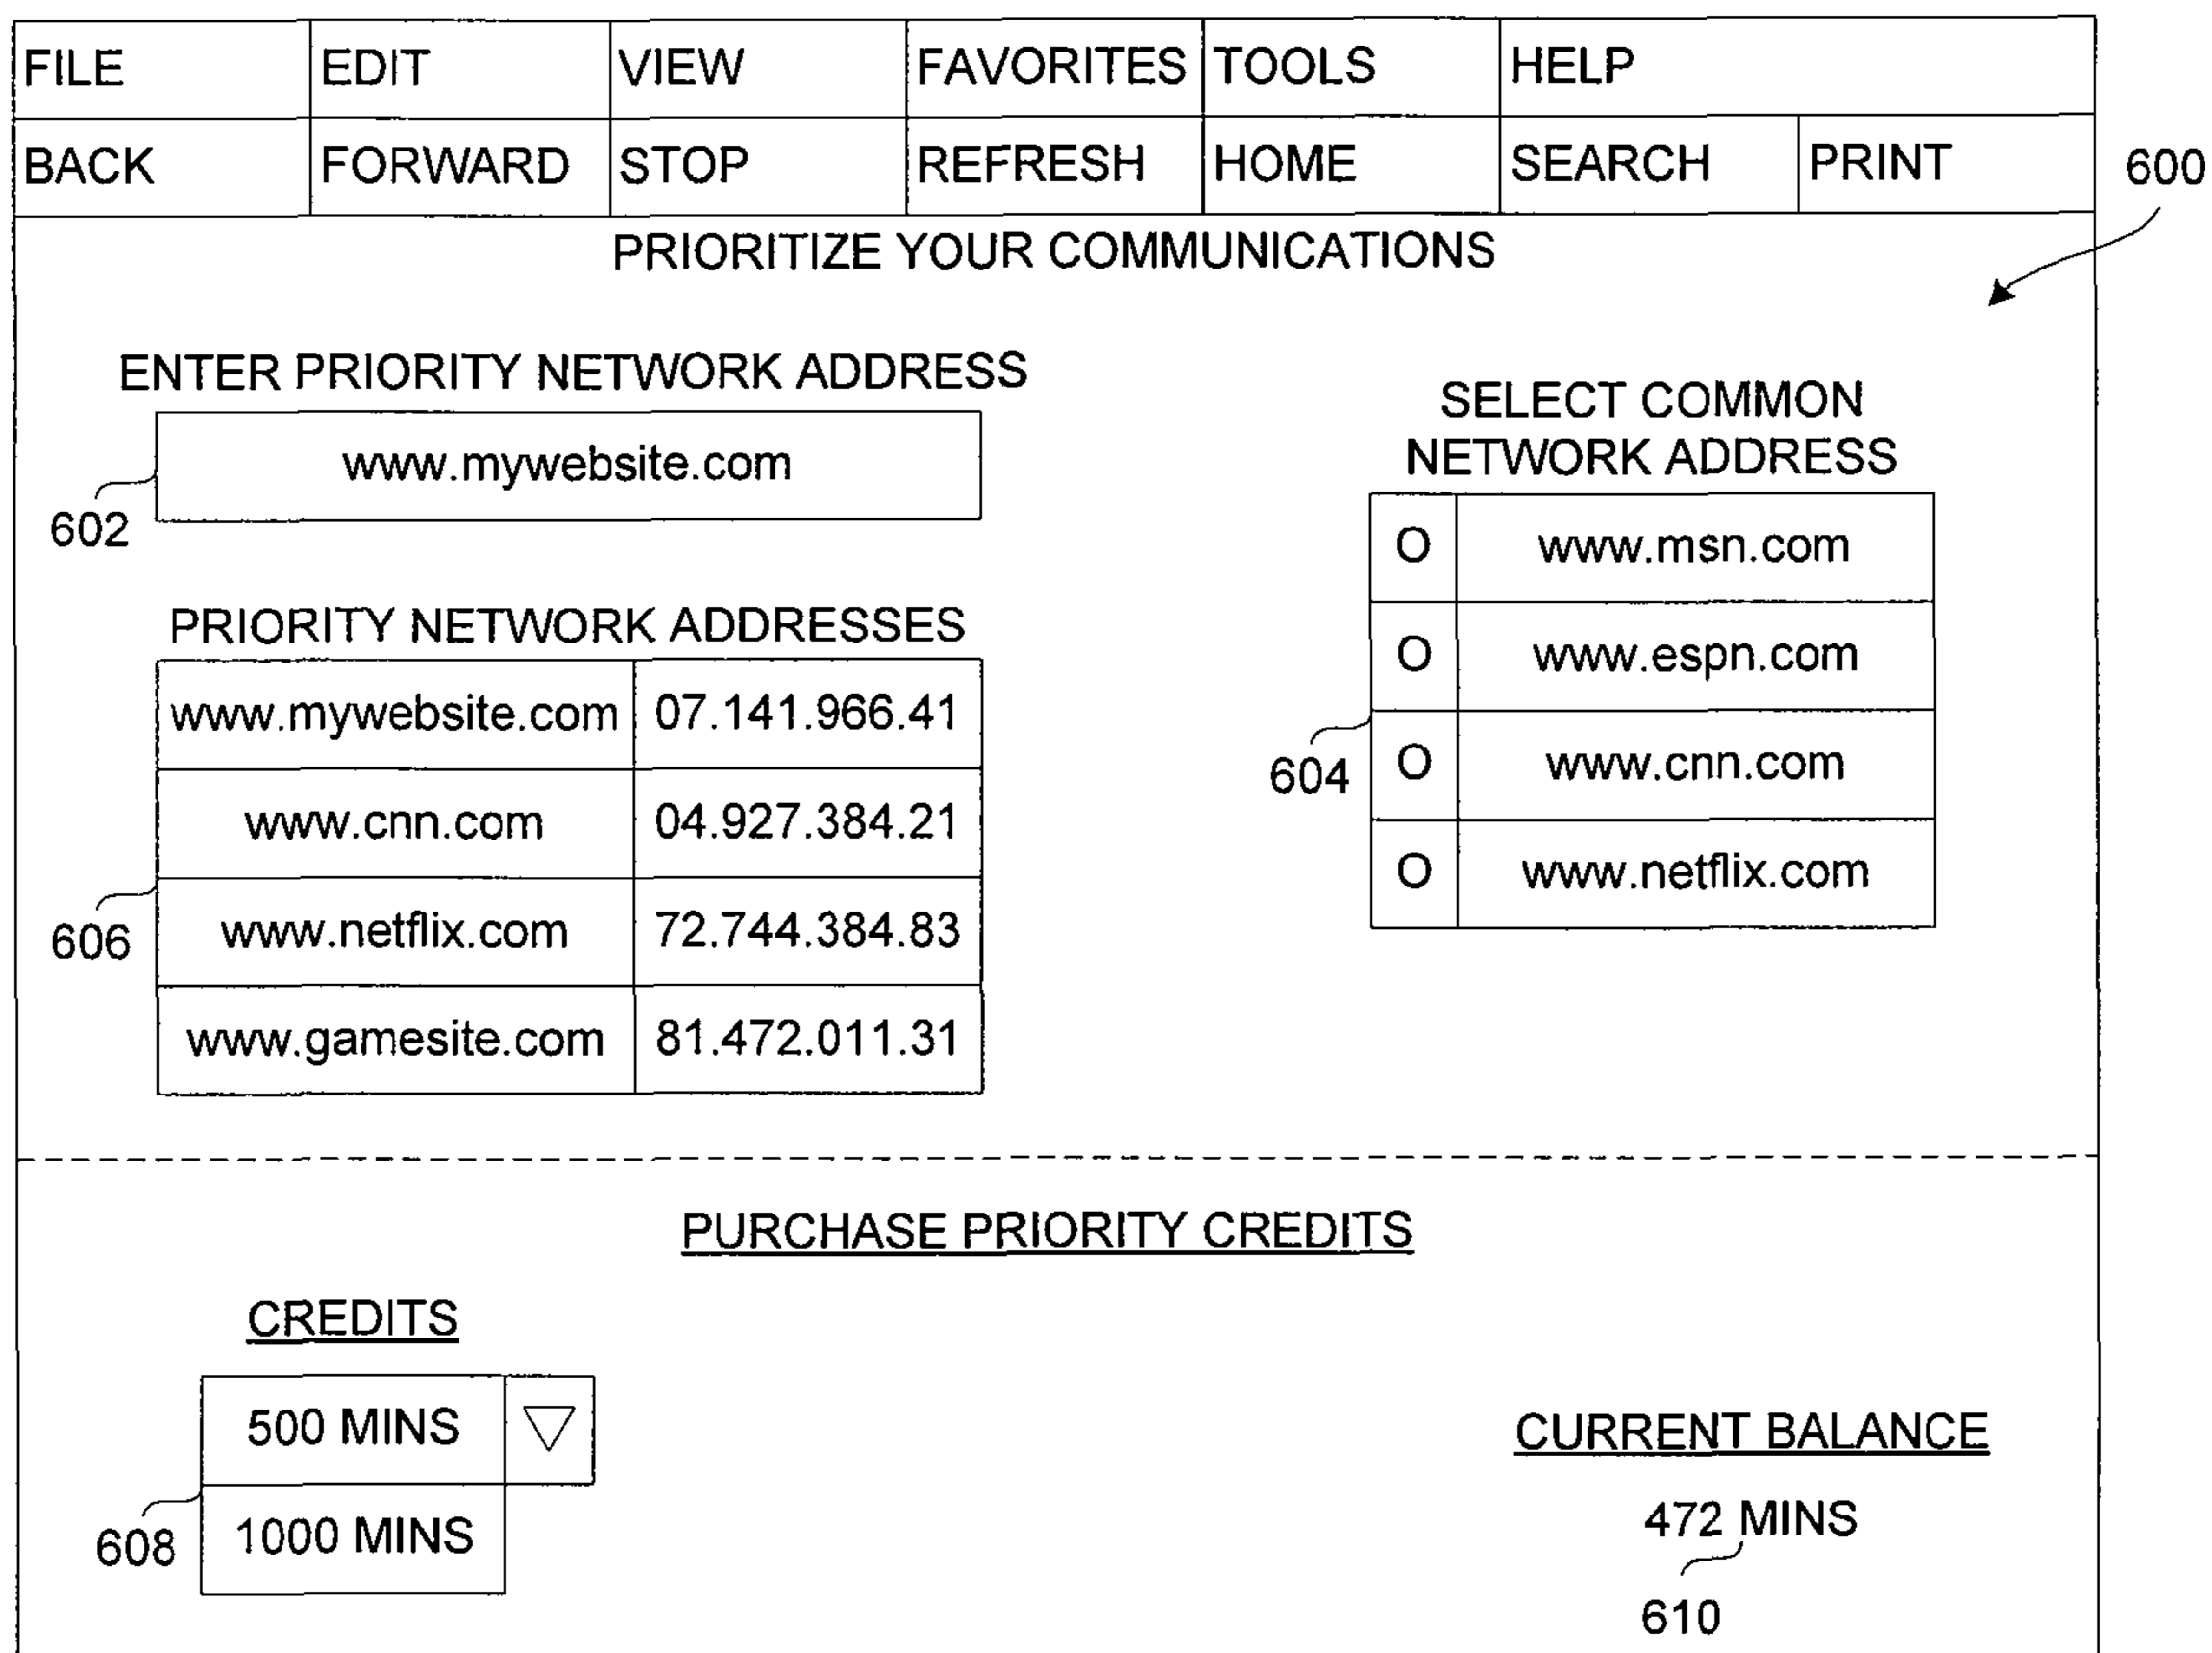 FILE EDIT VIEW FAVORITES TOOLS HELP
BACK FORWARD STOP REFRESH HOME SEARCH PRINT
600
PRIORITIZE YOUR COMMUNICATIONS
ENTER PRIORITY NETWORK ADDRESS
www.mywebsite.com
602
SELECT COMMON
NETWORK ADDRESS
O www.msn.com
O www.espn.com
O www.cnn.com
O www.netflix.com
604
PRIORITY NETWORK ADDRESSES
www.mywebsite.com 07.141.966.41
www.cnn.com 04.927.384.21
www.netflix.com 72.744.384.83
www.gamesite.com 81.472.011.31
606
PURCHASE PRIORITY CREDITS
CREDITS
500 MINS
1000 MINS
608
CURRENT BALANCE
472 MINS
610